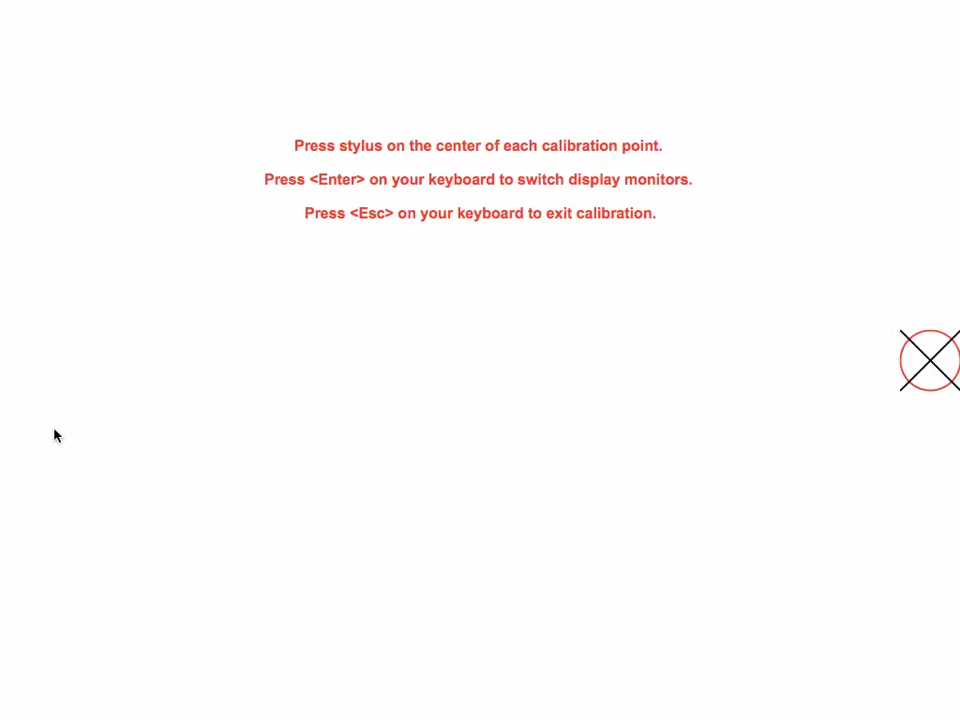 Press stylus on the center of each calibration point.
Press <Enter> on your keyboard to switch display monitors.
Press <Esc> on your keyboard to exit calibration.